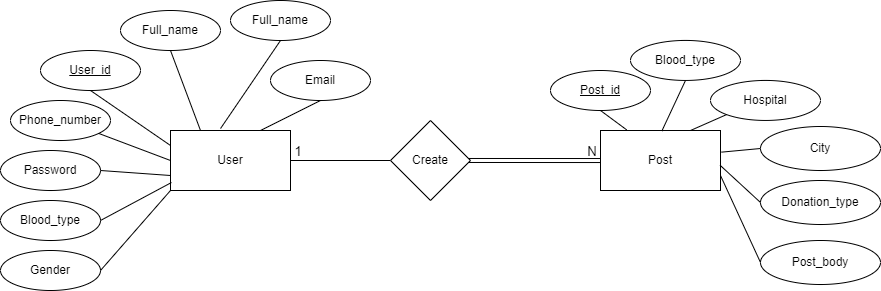 Full_name
Full_name
User_id
Email
Phone_number
Password
Blood_type
Gender
User
1
Create
N
Post
Post_id
Blood_type
Hospital
City
Donation_type
Post_body